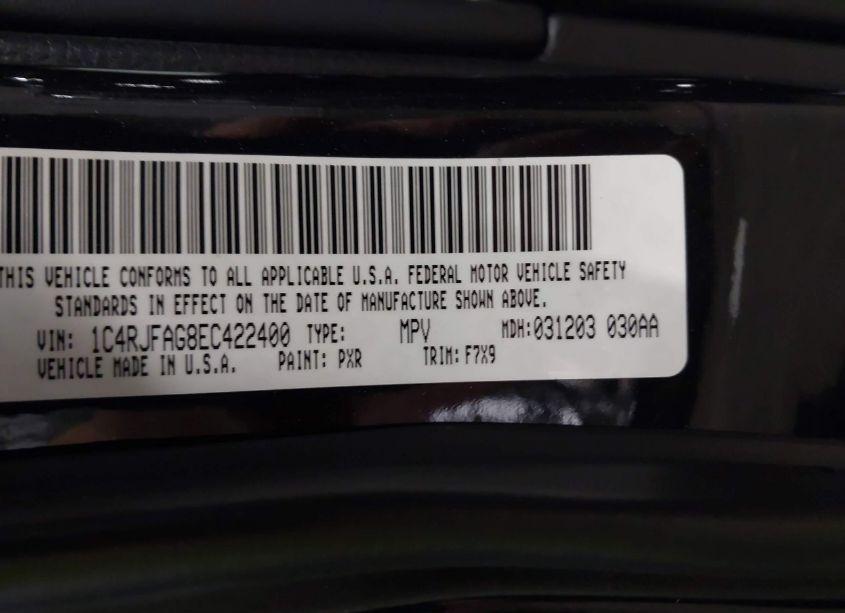 THIS VEHICLE CONFORMS TO ALL APPLICABLE U.S.A. FEDERAL MOTOR VEHICLE SAFETY
STANDARDS IN EFFECT ON THE DATE OF MANUFACTURE SHOWN ABOVE.
VIN: 1C4RJFAG8EC422400 TYPE: MPV MDH:031203 030AA
VEHICLE MADE IN U.S.A. PAINT: PXR TRIM: F7X9